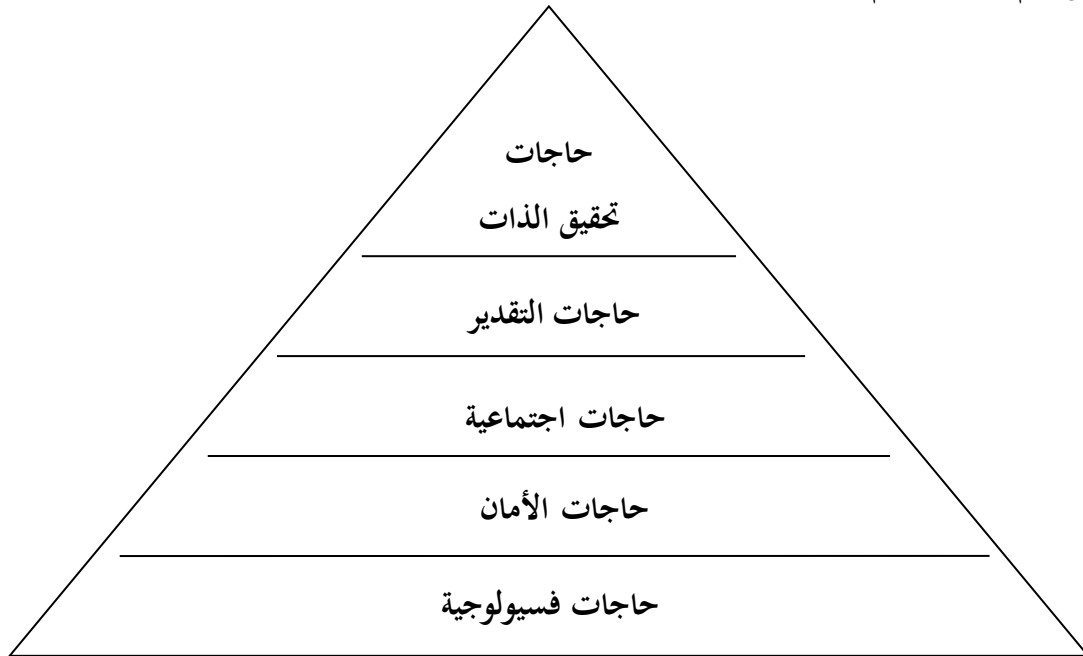 حاجات
تحقيق الذات
حاجات التقدير
حاجات اجتماعية
حاجات الأمان
حاجات فسيولوجية